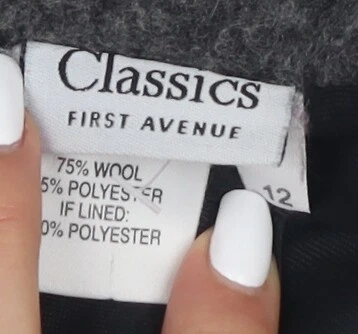 Classics
FIRST AVENUE
75% WOOL
5% POLYESTER
IF LINED:
0% POLYESTER
12